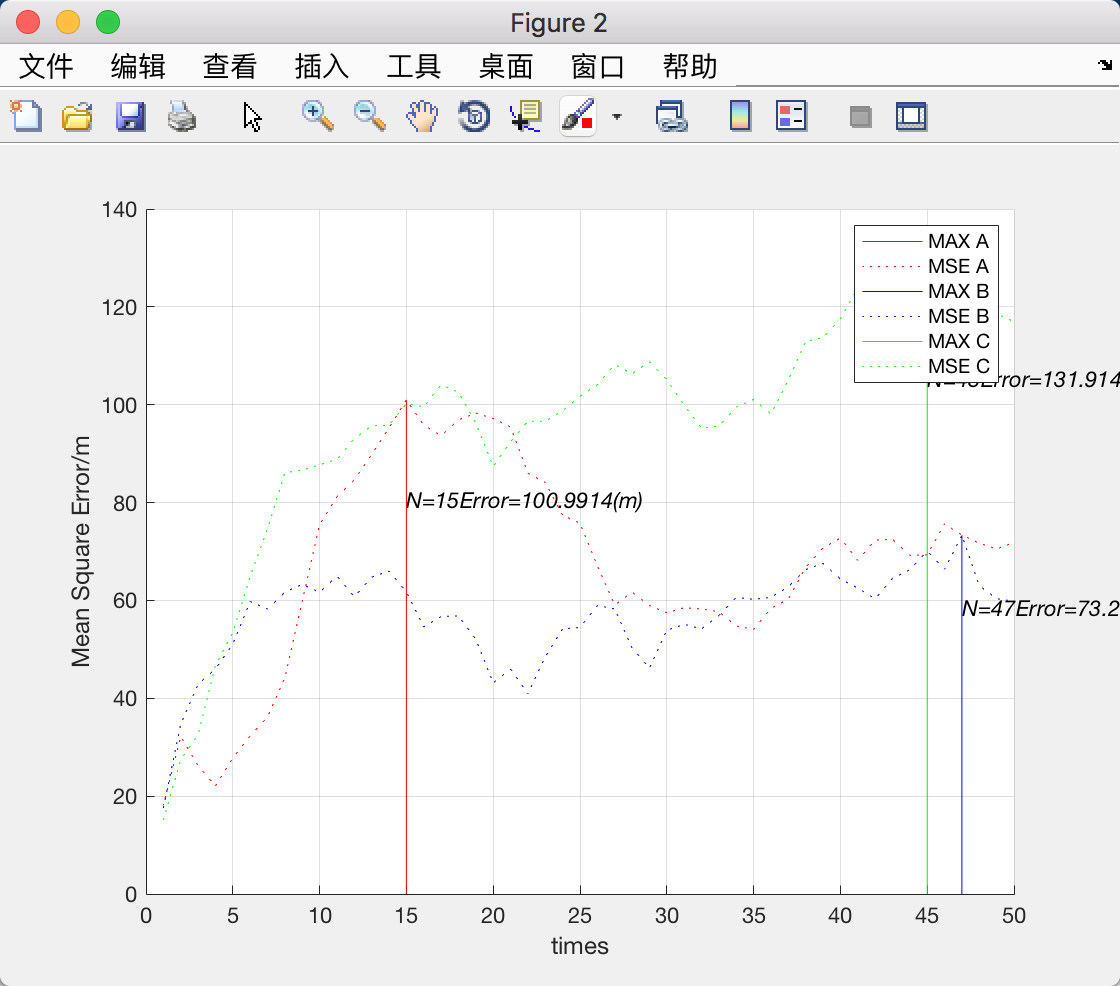 Figure 2
文件 编辑 查看 插入 工具 桌面 窗口 帮助
140
120
100
80
60
40
20
0
Mean Square Error/m
MAX A
MSE A
MAX B
MSE B
MAX C
MSE C
Error=131.914
N=15Error=100.9914(m)
N=47Error=73.2
0 5 10 15 20 25 30 35 40 45 50
times